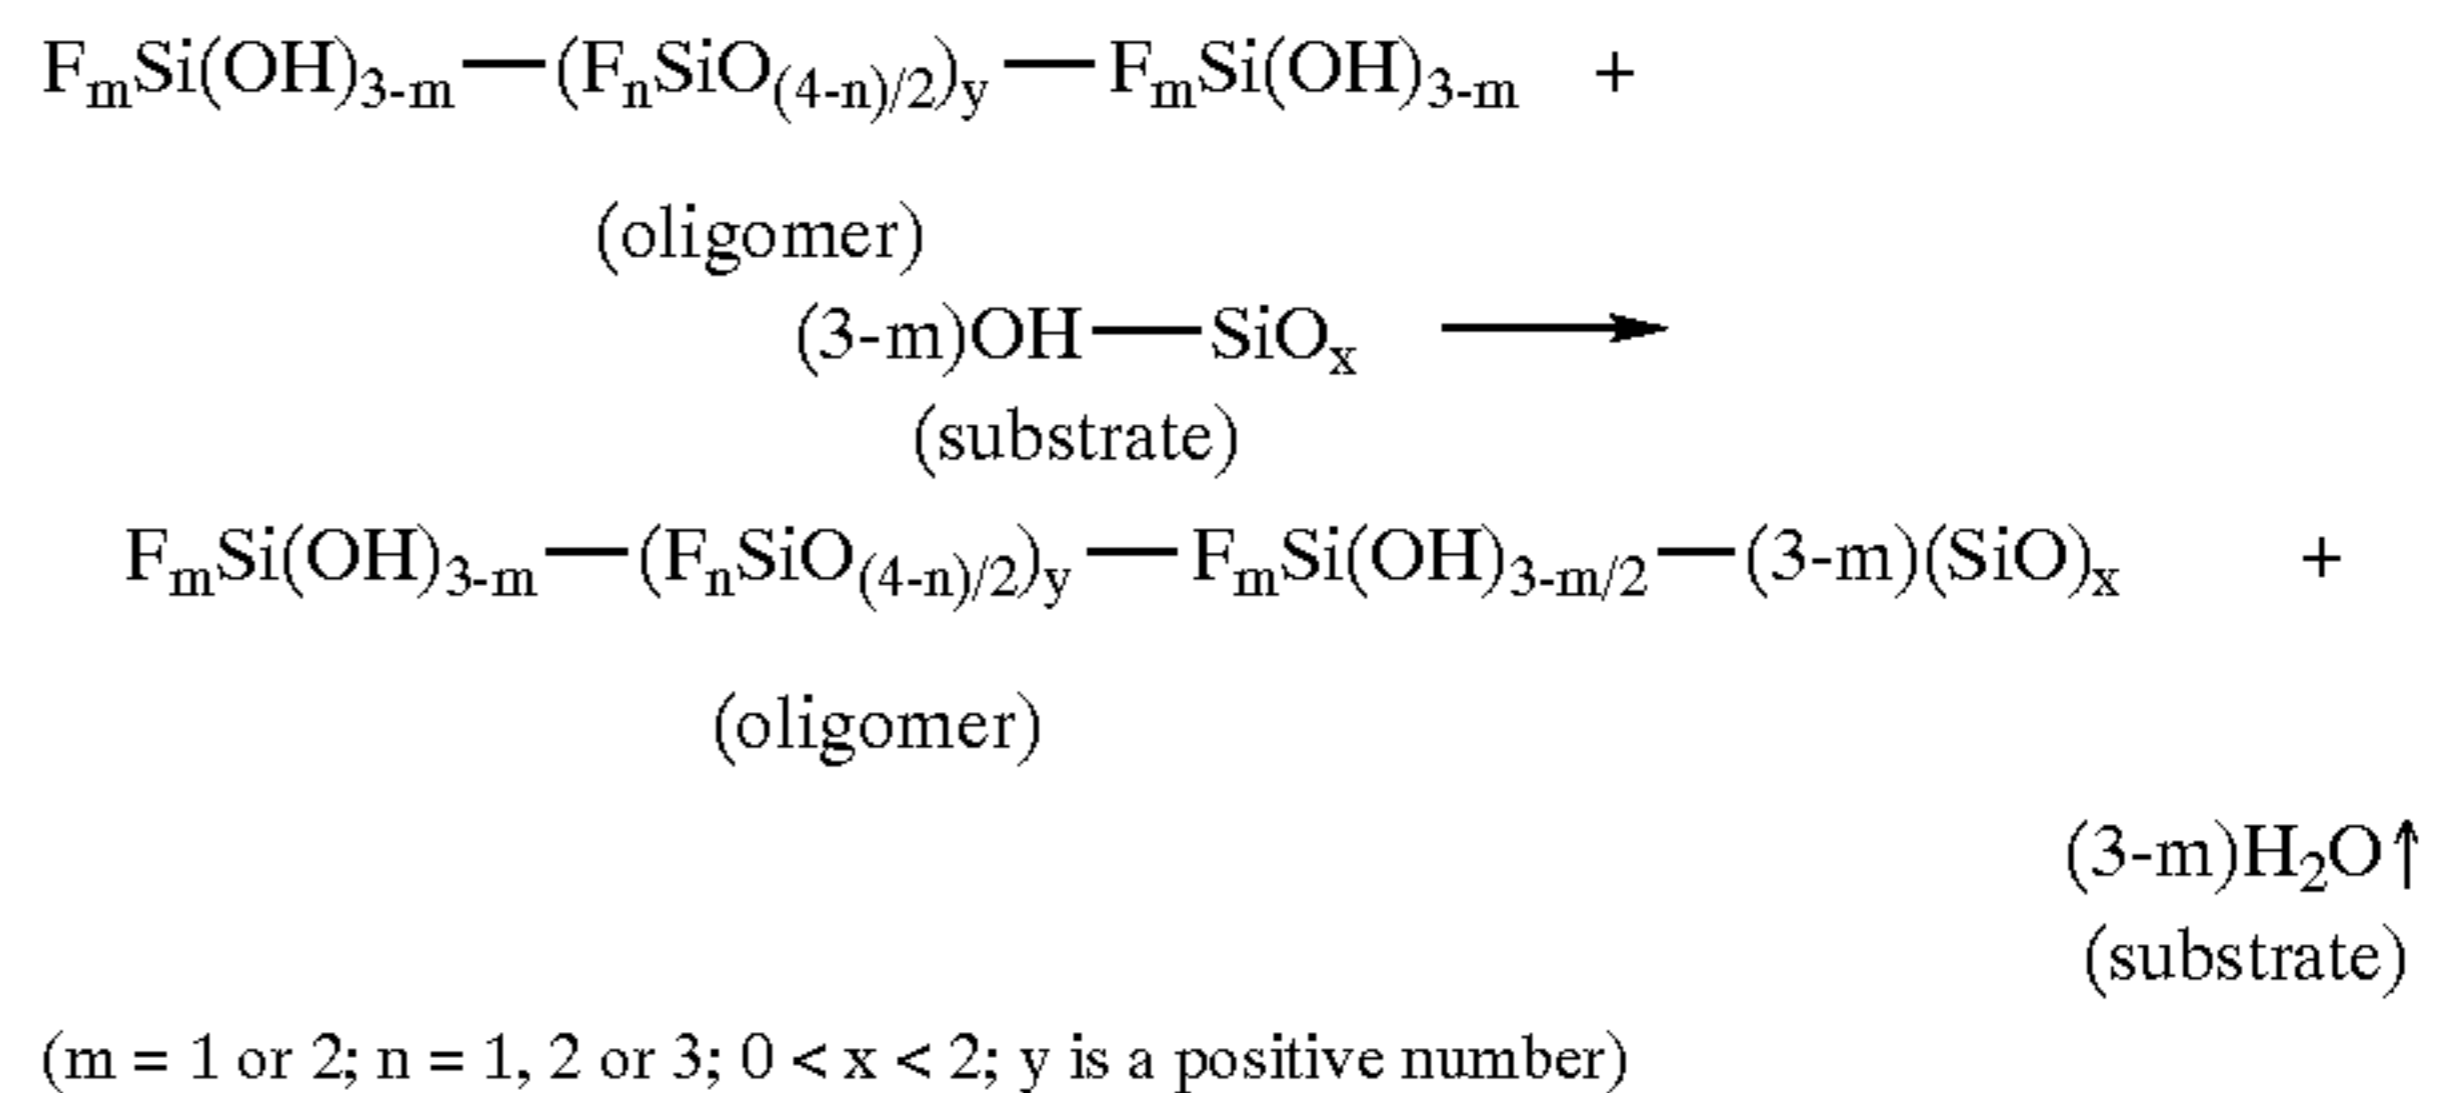 FₘSi(OH)₃₋ₘ—(FₙSiO₍₄₋ₙ₎/₂)y—FₘSi(OH)₃₋ₘ +
(oligomer)
(3-m)OH—SiOₓ ⟶
(substrate)
FₘSi(OH)₃₋ₘ—(FₙSiO₍₄₋ₙ₎/₂)y—FₘSi(OH)₃₋ₘ/₂—(3-m)(SiO)ₓ +
(oligomer)
(3-m)H₂O↑
(substrate)
(m = 1 or 2; n = 1, 2 or 3; 0 < x < 2; y is a positive number)